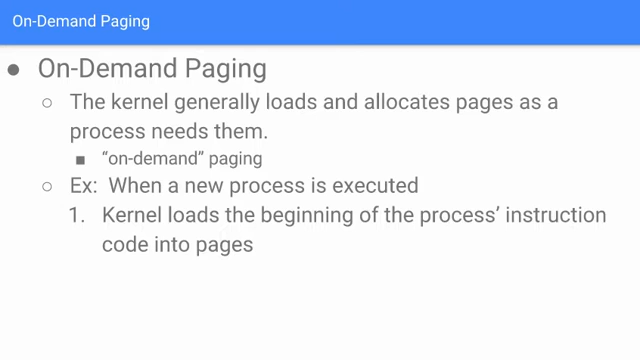 On-Demand Paging
● On-Demand Paging
○ The kernel generally loads and allocates pages as a
process needs them.
■ “on-demand” paging
○ Ex: When a new process is executed
1. Kernel loads the beginning of the process’ instruction
code into pages